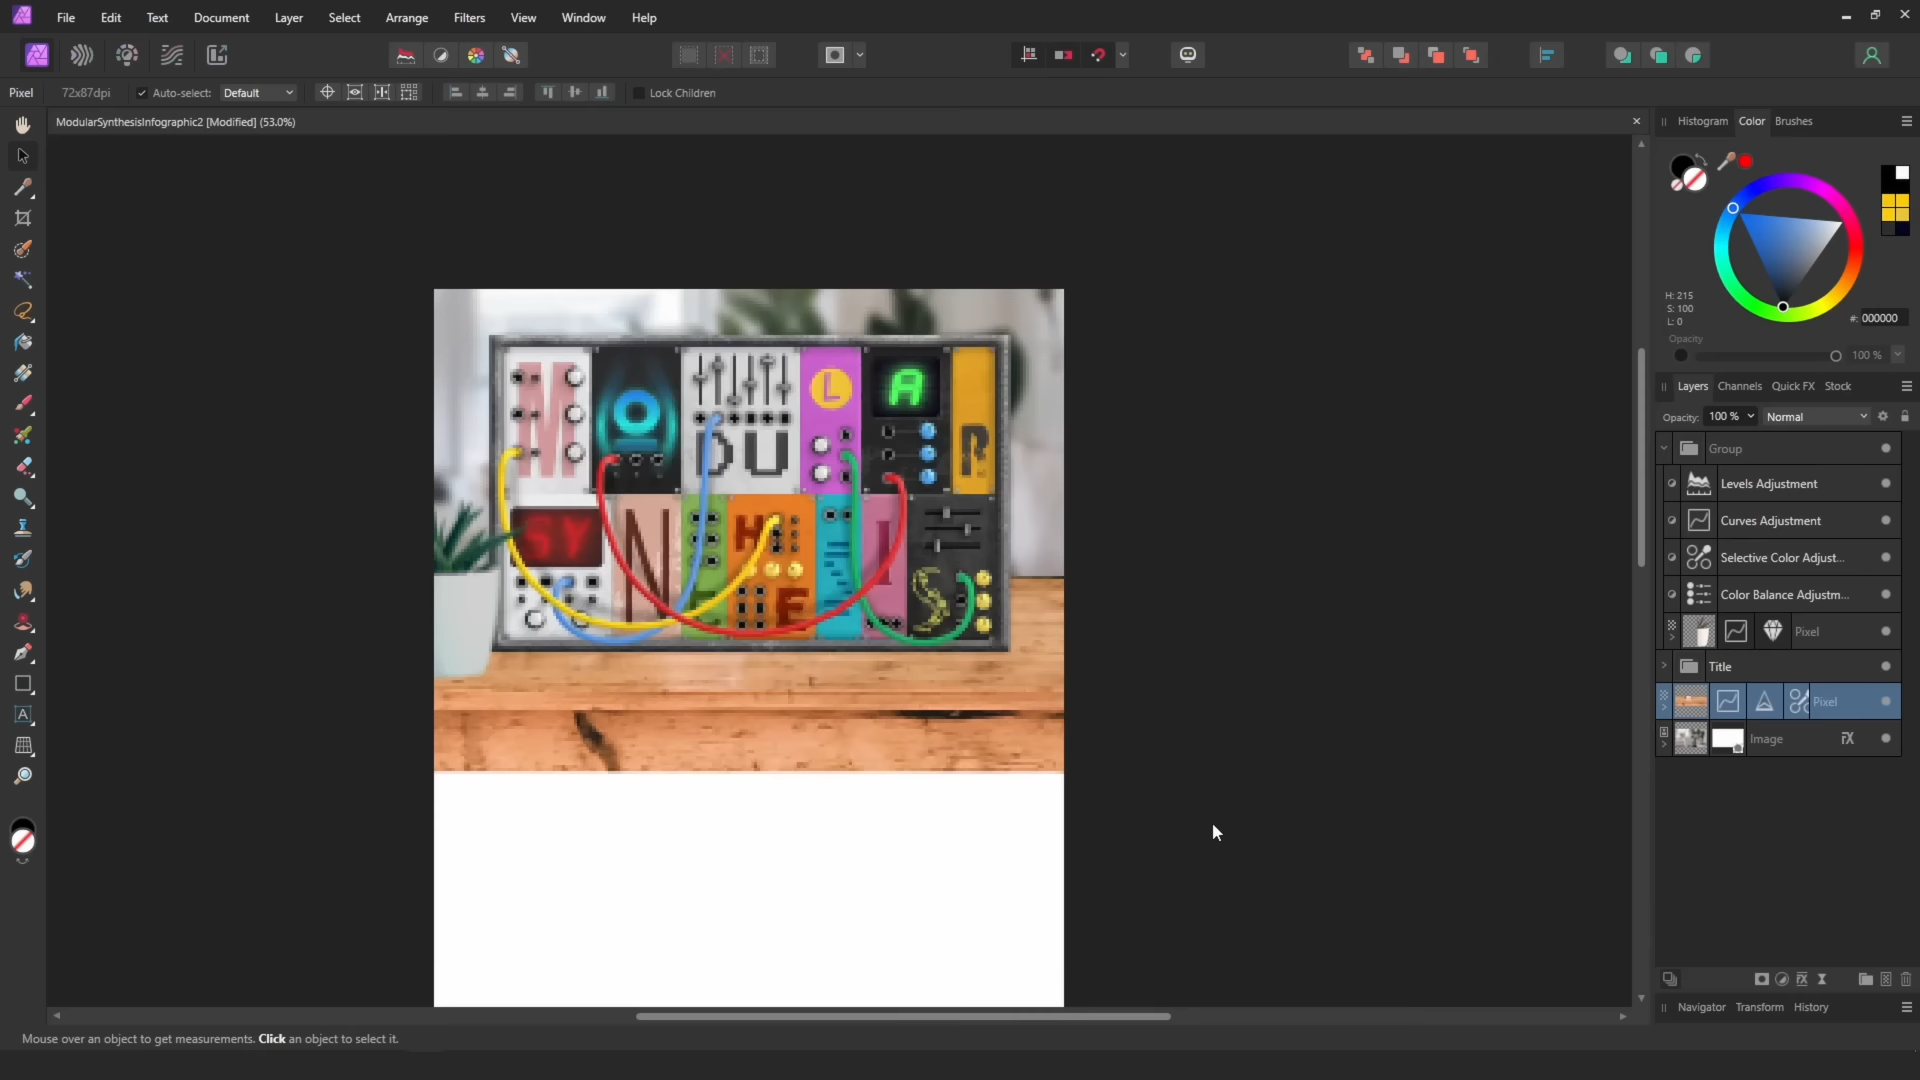 File Edit Text Document Layer Select Arrange Filters View Window Help
Pixel 72x87dpi Auto-select: Default Lock Children
ModularSynthesisInfographic2 [Modified] (53.0%)
Histogram Color Brushes
H: 215
S: 100
L: 0
#: 000000
Opacity
100 %
Layers Channels Quick FX Stock
Opacity: 100 % Normal
Group
Levels Adjustment
Curves Adjustment
Selective Color Adjust...
Color Balance Adjustm...
Pixel
Title
Pixel
Image
MODULAR
SYNTHESIS
Navigator Transform History
Mouse over an object to get measurements. Click an object to select it.